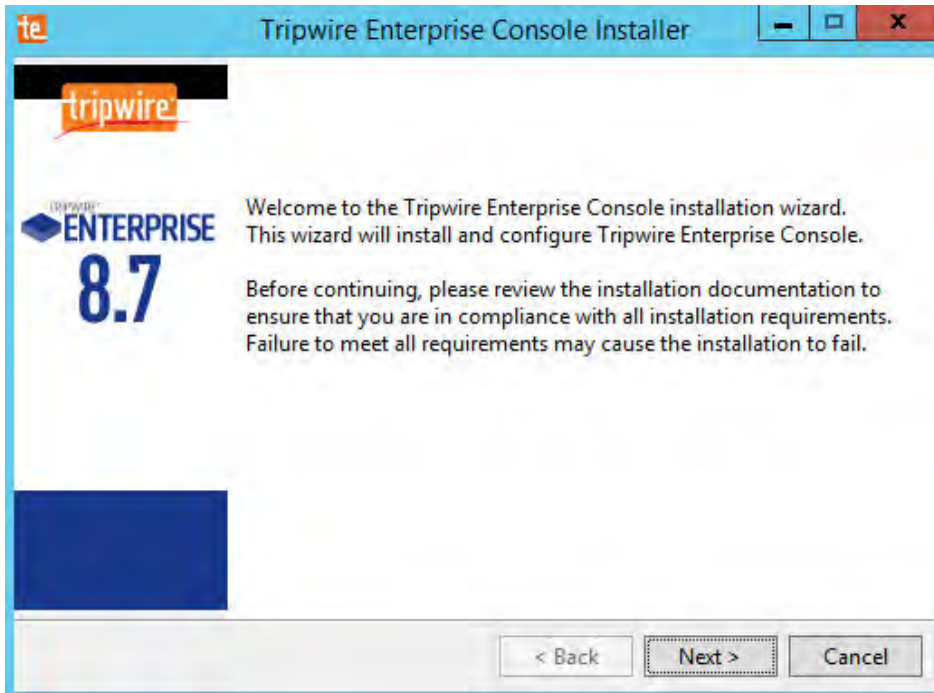 te
Tripwire Enterprise Console Installer
tripwire
TRIPWIRE
ENTERPRISE
8.7
Welcome to the Tripwire Enterprise Console installation wizard.
This wizard will install and configure Tripwire Enterprise Console.
Before continuing, please review the installation documentation to
ensure that you are in compliance with all installation requirements.
Failure to meet all requirements may cause the installation to fail.
< Back
Next >
Cancel